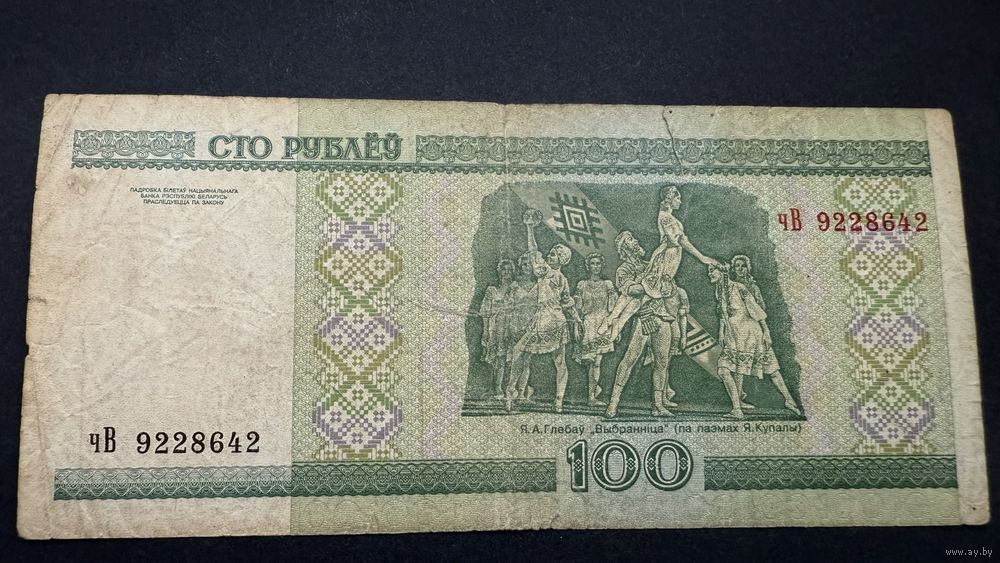 СТО РУБЛЁЎ
ПАДРОБКА БІЛЕТАЎ НАЦЫЯНАЛЬНАГА
БАНКА РЭСПУБЛІКІ БЕЛАРУСЬ
ПРАСЛЕДУЕЦЦА ПА ЗАКОНУ
чВ 9228642
чВ 9228642
Я.А.Глебаў „Выбранніца" (па паэмах Я.Купалы)
100
www.ay.by